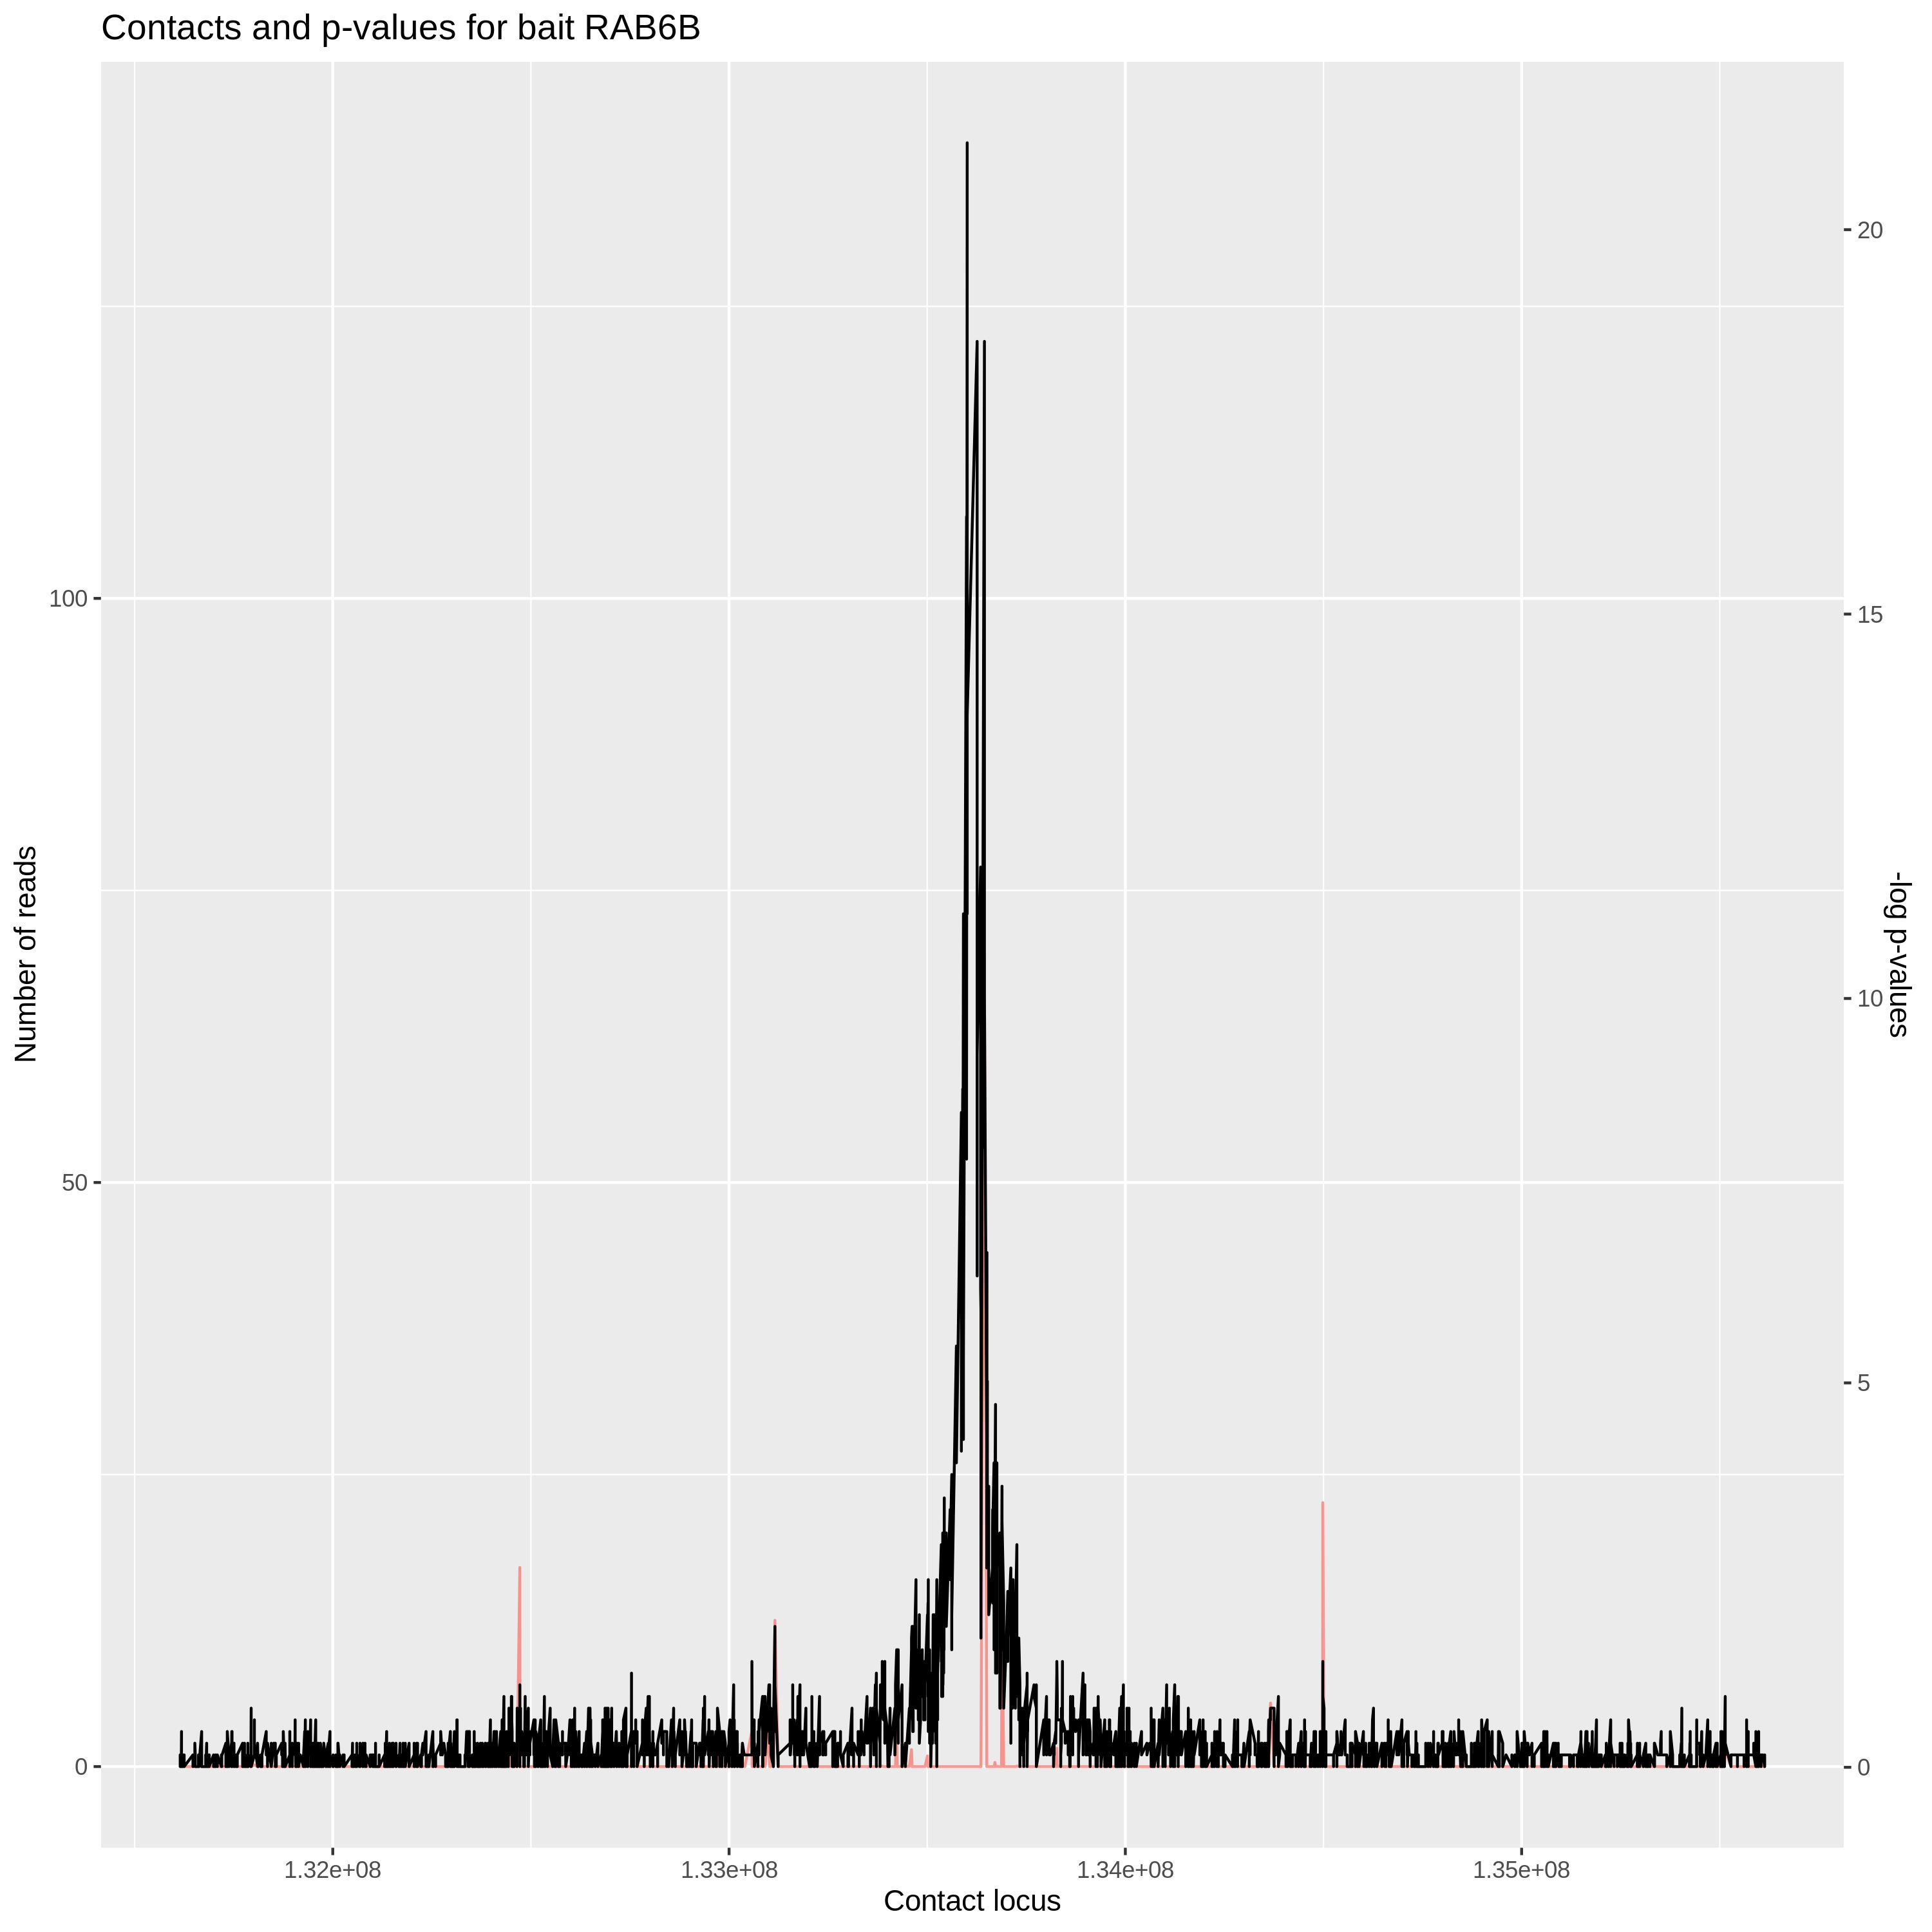 Contacts and p-values for bait RAB6B
Number of reads
100
50
0
20
15
10
5
0
-log p-values
1.32e+08
1.33e+08
1.34e+08
1.35e+08
Contact locus